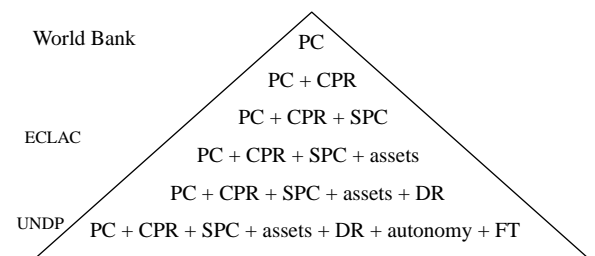 World Bank
PC
PC + CPR
PC + CPR + SPC
ECLAC
PC + CPR + SPC + assets
PC + CPR + SPC + assets + DR
UNDP
PC + CPR + SPC + assets + DR + autonomy + FT